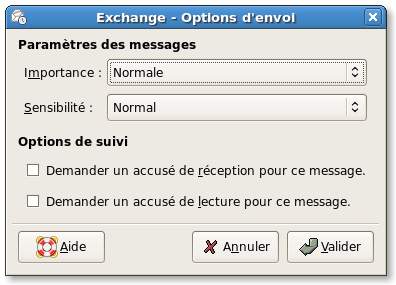 Exchange - Options d'envoi
Paramètres des messages
Importance : Normale
Sensibilité : Normal
Options de suivi
Demander un accusé de réception pour ce message.
Demander un accusé de lecture pour ce message.
Aide Annuler Valider